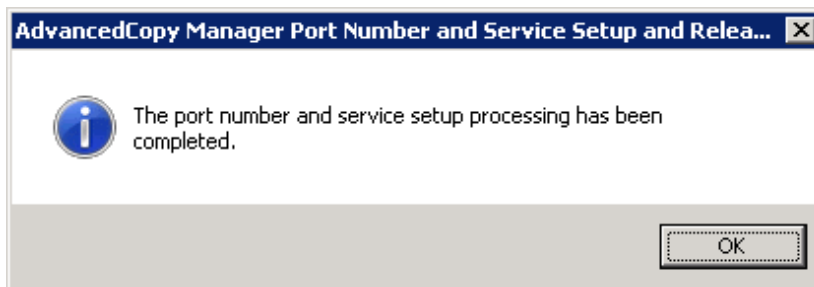 AdvancedCopy Manager Port Number and Service Setup and Relea...
The port number and service setup processing has been
completed.
OK